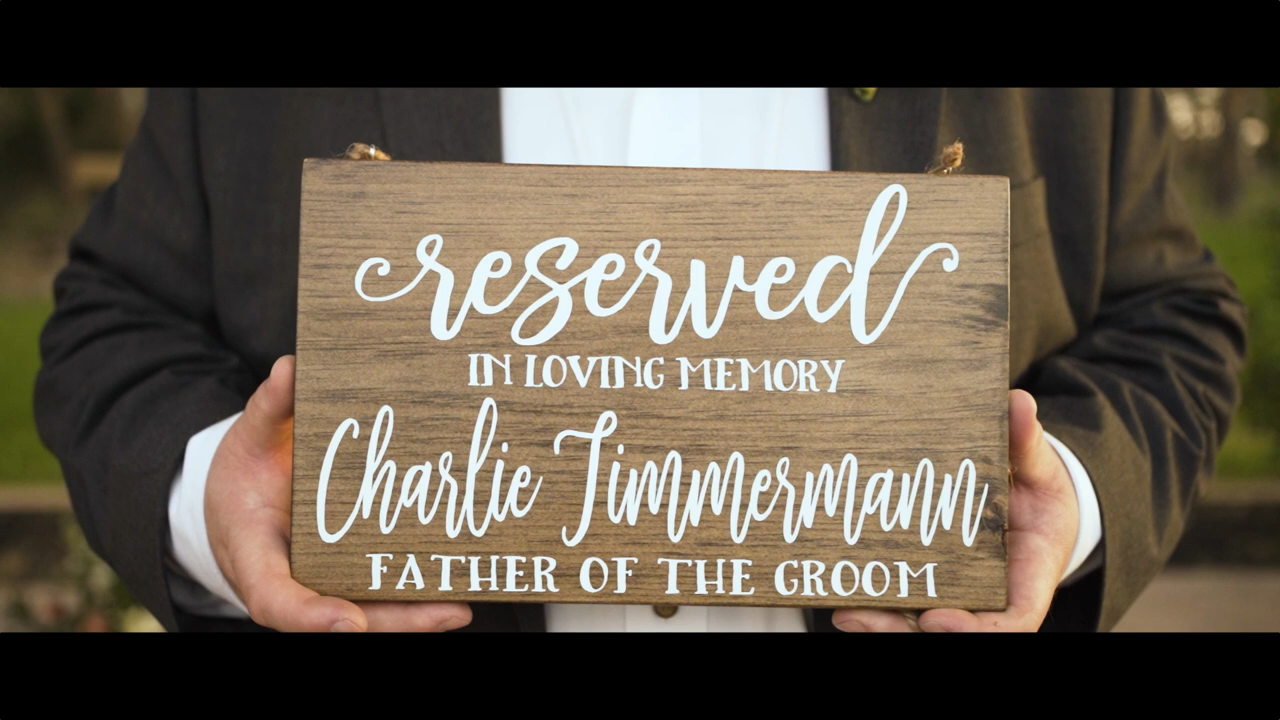 reserved
IN LOVING MEMORY
Charlie Timmermann
FATHER OF THE GROOM